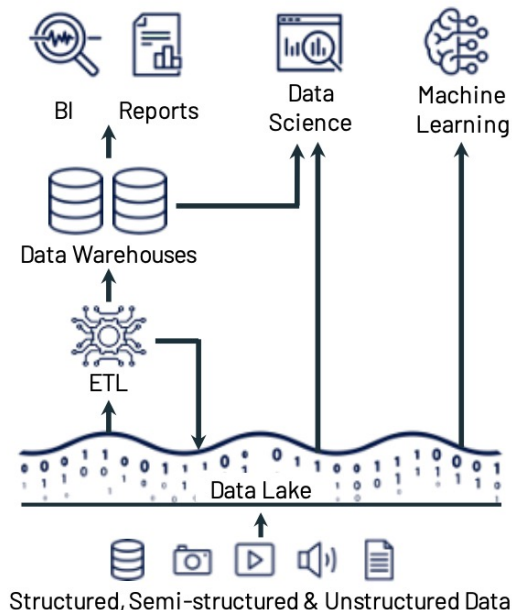 BI
Reports
Data
Science
Machine
Learning
Data Warehouses
ETL
Data Lake
Structured, Semi-structured & Unstructured Data